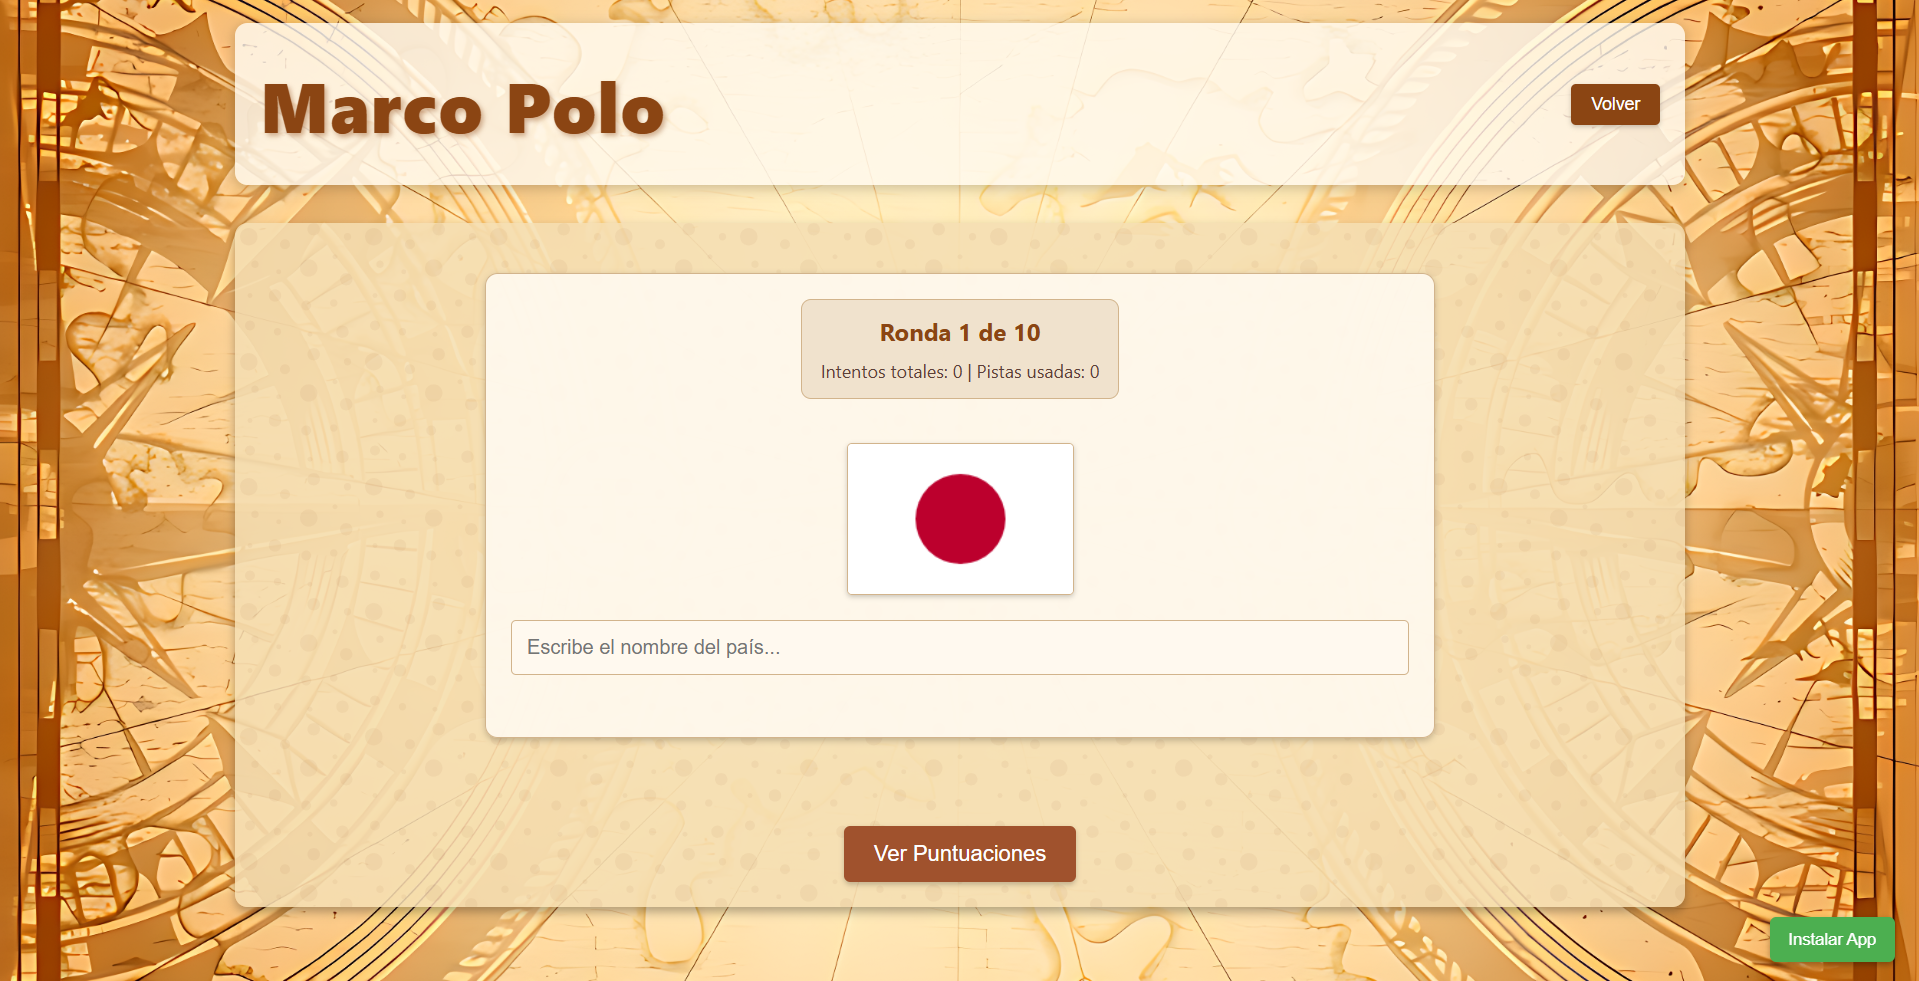 Marco Polo
Volver
Ronda 1 de 10
Intentos totales: 0 | Pistas usadas: 0
Escribe el nombre del país...
Ver Puntuaciones
Instalar App